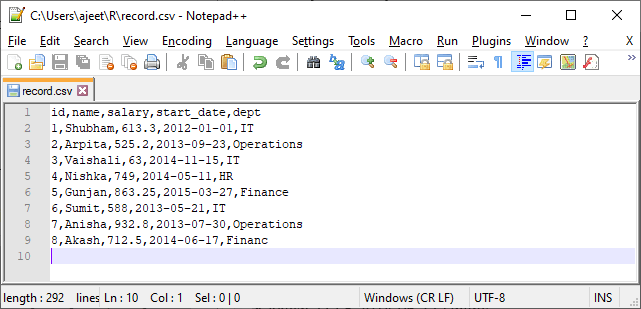 C:\Users\ajeet\R\record.csv - Notepad++
File Edit Search View Encoding Language Settings Tools Macro Run Plugins Window ? X
record.csv
1 id,name,salary,start_date,dept
2 1,Shubham,613.3,2012-01-01,IT
3 2,Arpita,525.2,2013-09-23,Operations
4 3,Vaishali,63,2014-11-15,IT
5 4,Nishka,749,2014-05-11,HR
6 5,Gunjan,863.25,2015-03-27,Finance
7 6,Sumit,588,2013-05-21,IT
8 7,Anisha,932.8,2013-07-30,Operations
9 8,Akash,712.5,2014-06-17,Financ
10
length : 292 lines Ln : 10 Col : 1 Sel : 0 | 0 Windows (CR LF) UTF-8 INS